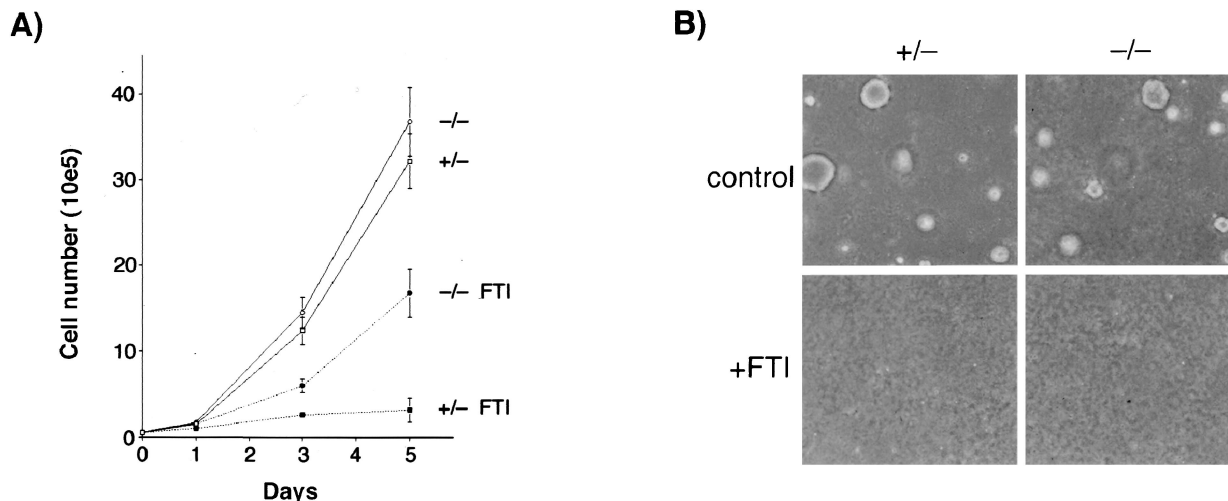 A)
Cell number (10e5)
40
30
20
10
0
0 1 2 3 4 5
Days
–/–
+/–
–/– FTI
+/– FTI
B)
+/– –/–
control
+FTI